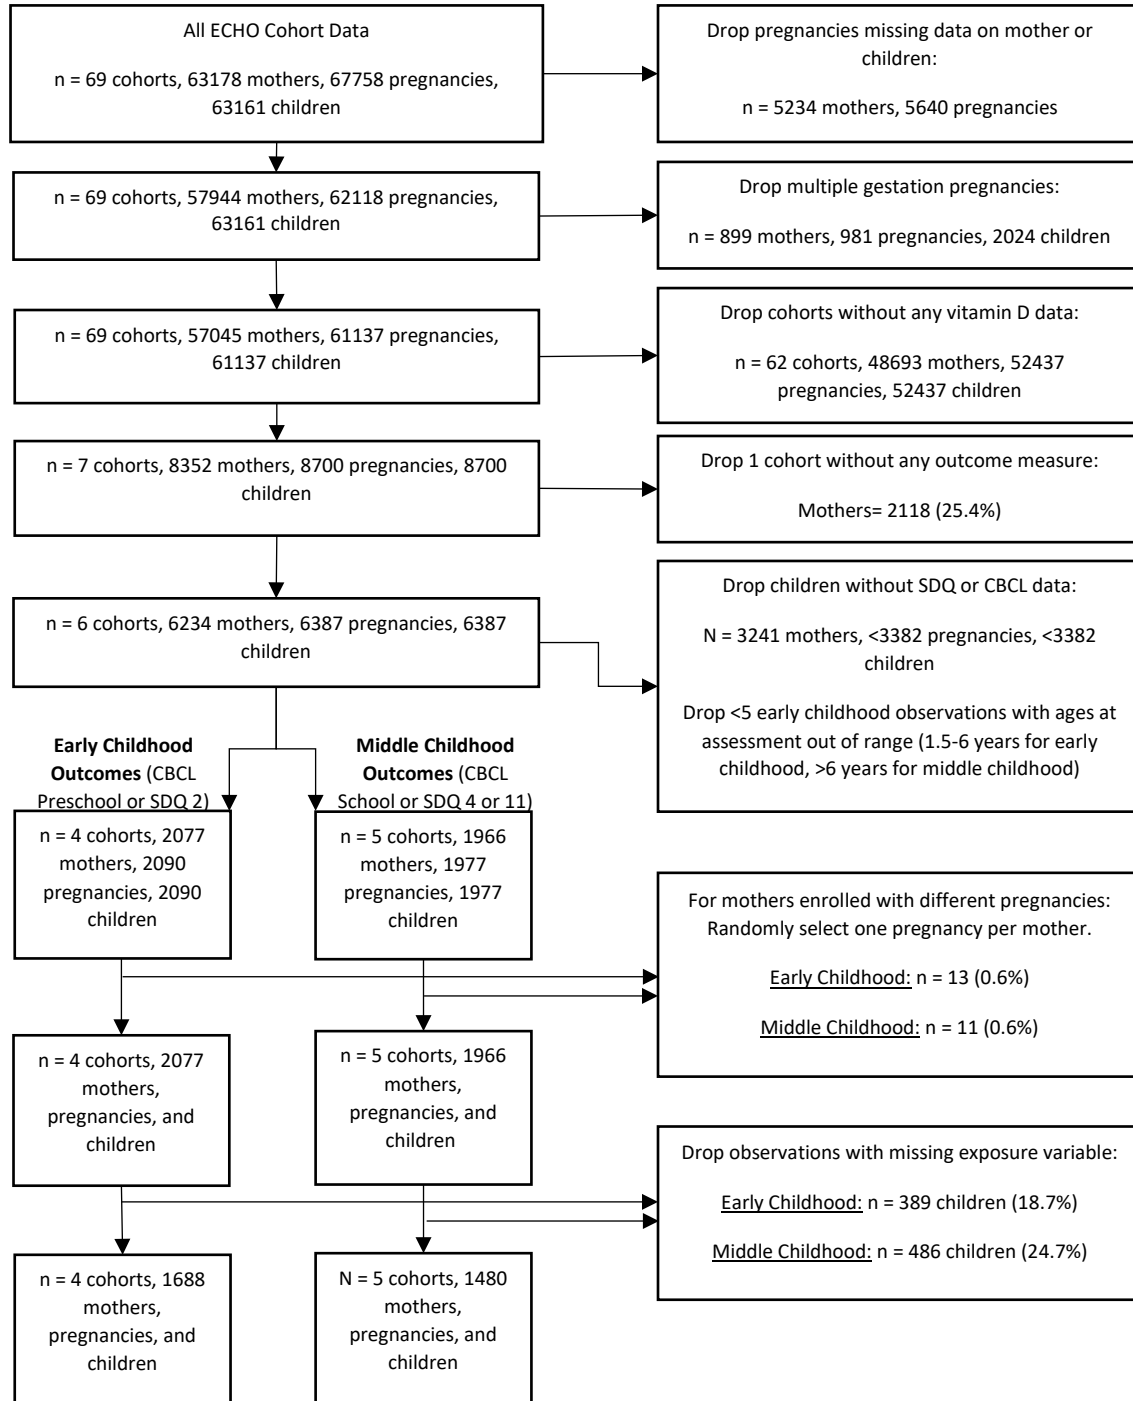 All ECHO Cohort Data
n = 69 cohorts, 63178 mothers, 67758 pregnancies,
63161 children
Drop pregnancies missing data on mother or
children:
n = 5234 mothers, 5640 pregnancies
n = 69 cohorts, 57944 mothers, 62118 pregnancies,
63161 children
Drop multiple gestation pregnancies:
n = 899 mothers, 981 pregnancies, 2024 children
n = 69 cohorts, 57045 mothers, 61137 pregnancies,
61137 children
Drop cohorts without any vitamin D data:
n = 62 cohorts, 48693 mothers, 52437
pregnancies, 52437 children
n = 7 cohorts, 8352 mothers, 8700 pregnancies, 8700
children
Drop 1 cohort without any outcome measure:
Mothers= 2118 (25.4%)
n = 6 cohorts, 6234 mothers, 6387 pregnancies, 6387
children
Drop children without SDQ or CBCL data:
N = 3241 mothers, <3382 pregnancies, <3382
children
Drop <5 early childhood observations with ages at
assessment out of range (1.5-6 years for early
childhood, >6 years for middle childhood)
Early Childhood
Outcomes (CBCL
Preschool or SDQ 2)
Middle Childhood
Outcomes (CBCL
School or SDQ 4 or 11)
n = 4 cohorts, 2077
mothers, 2090
pregnancies, 2090
children
n = 5 cohorts, 1966
mothers, 1977
pregnancies, 1977
children
For mothers enrolled with different pregnancies:
Randomly select one pregnancy per mother.
Early Childhood: n = 13 (0.6%)
Middle Childhood: n = 11 (0.6%)
n = 4 cohorts, 2077
mothers,
pregnancies, and
children
n = 5 cohorts, 1966
mothers,
pregnancies, and
children
Drop observations with missing exposure variable:
Early Childhood: n = 389 children (18.7%)
Middle Childhood: n = 486 children (24.7%)
n = 4 cohorts, 1688
mothers,
pregnancies, and
children
N = 5 cohorts, 1480
mothers,
pregnancies, and
children